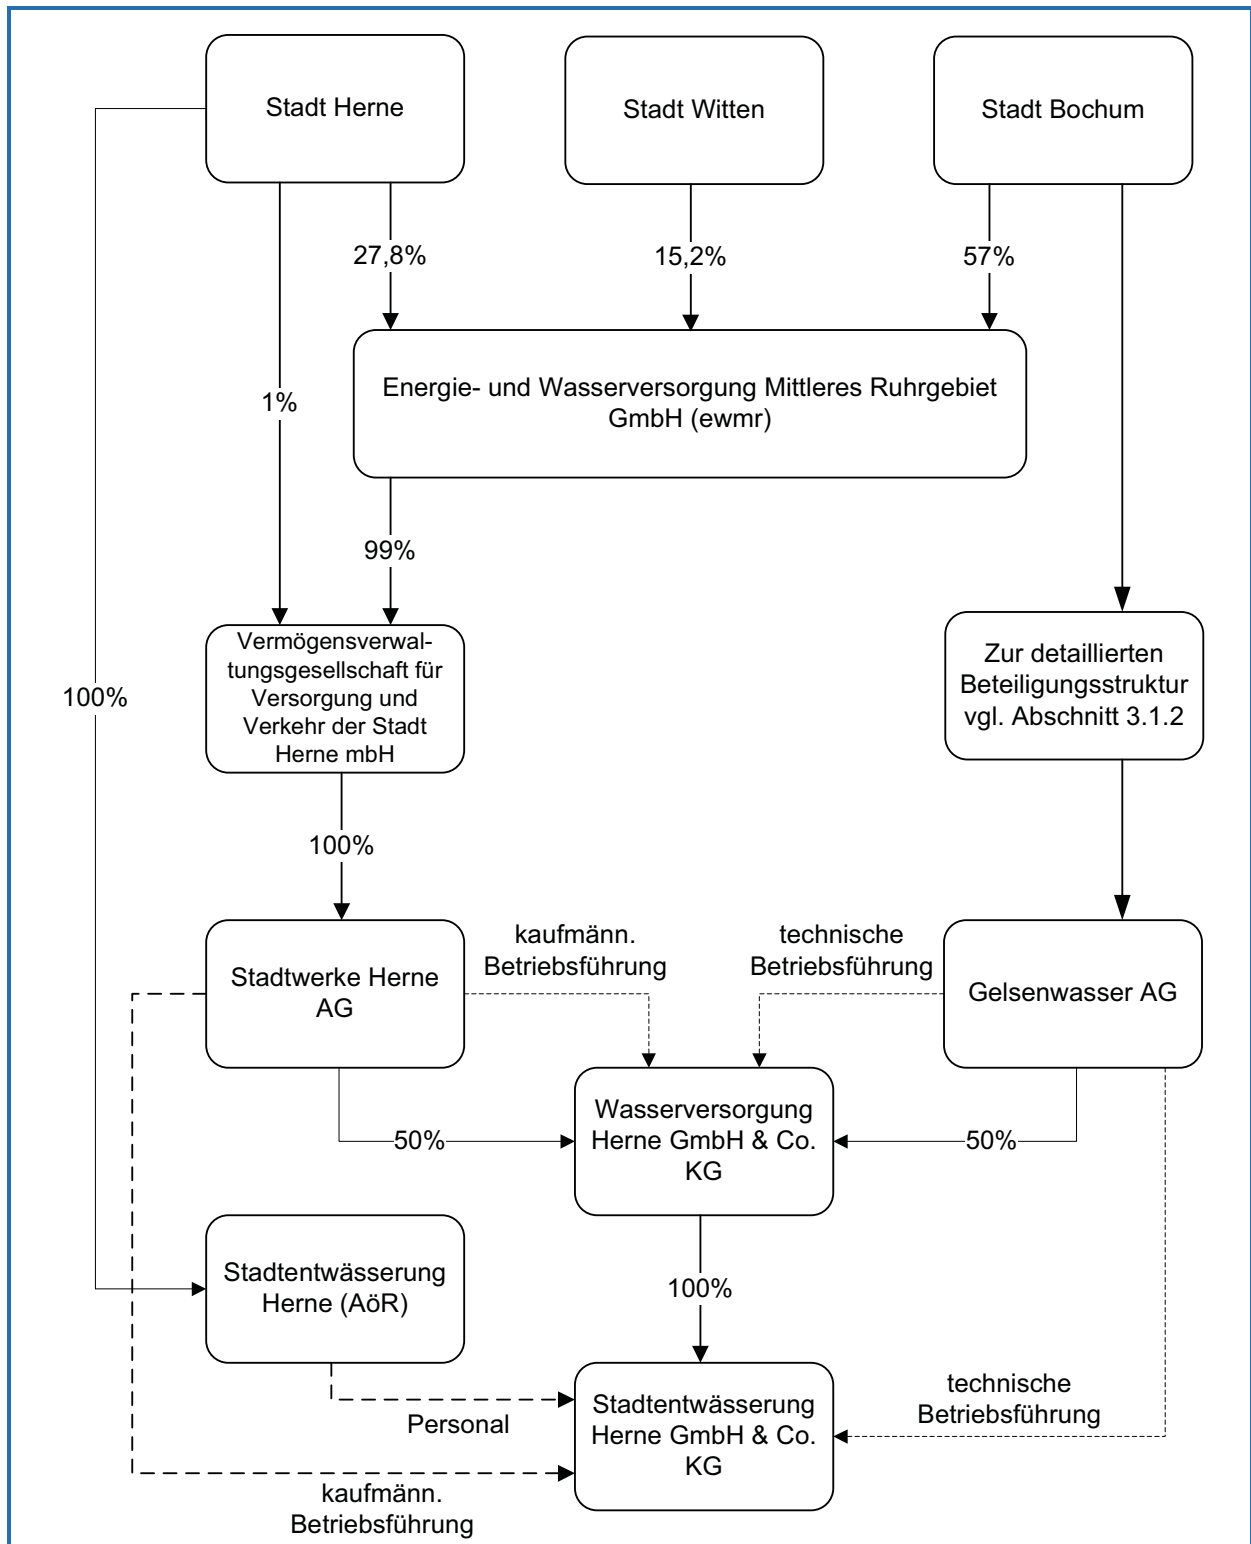 Stadt Herne
Stadt Witten
Stadt Bochum
27,8%
15,2%
57%
Energie- und Wasserversorgung Mittleres Ruhrgebiet
GmbH (ewmr)
1%
99%
Vermögensverwal-
tungsgesellschaft für
Versorgung und
Verkehr der Stadt
Herne mbH
Zur detaillierten
Beteiligungsstruktur
vgl. Abschnitt 3.1.2
100%
100%
kaufmänn.
Betriebsführung
technische
Betriebsführung
Stadtwerke Herne
AG
Gelsenwasser AG
Wasserversorgung
Herne GmbH & Co.
KG
50%
50%
Stadtentwässerung
Herne (AöR)
100%
Personal
Stadtentwässerung
Herne GmbH & Co.
KG
technische
Betriebsführung
kaufmänn.
Betriebsführung